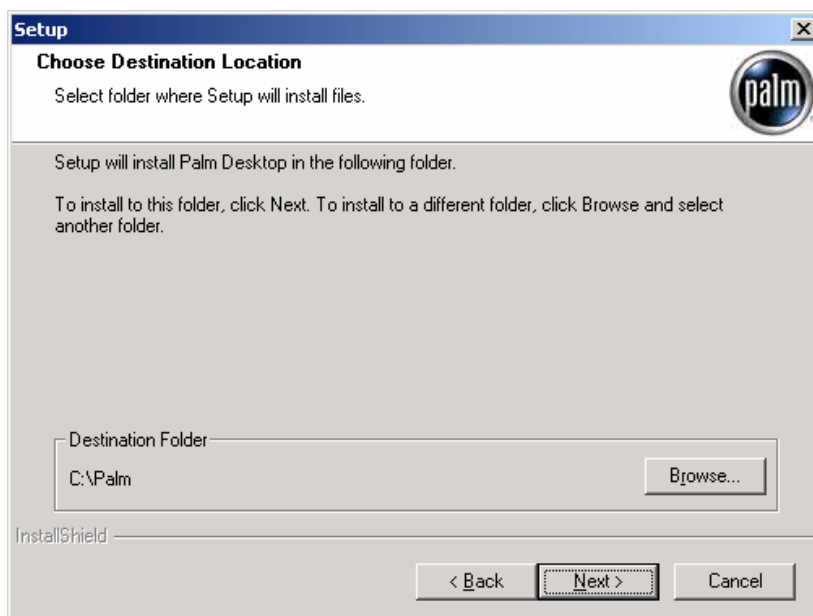 Setup
Choose Destination Location
Select folder where Setup will install files.
palm
Setup will install Palm Desktop in the following folder.
To install to this folder, click Next. To install to a different folder, click Browse and select
another folder.
Destination Folder
C:\Palm
Browse...
InstallShield
< Back
Next >
Cancel